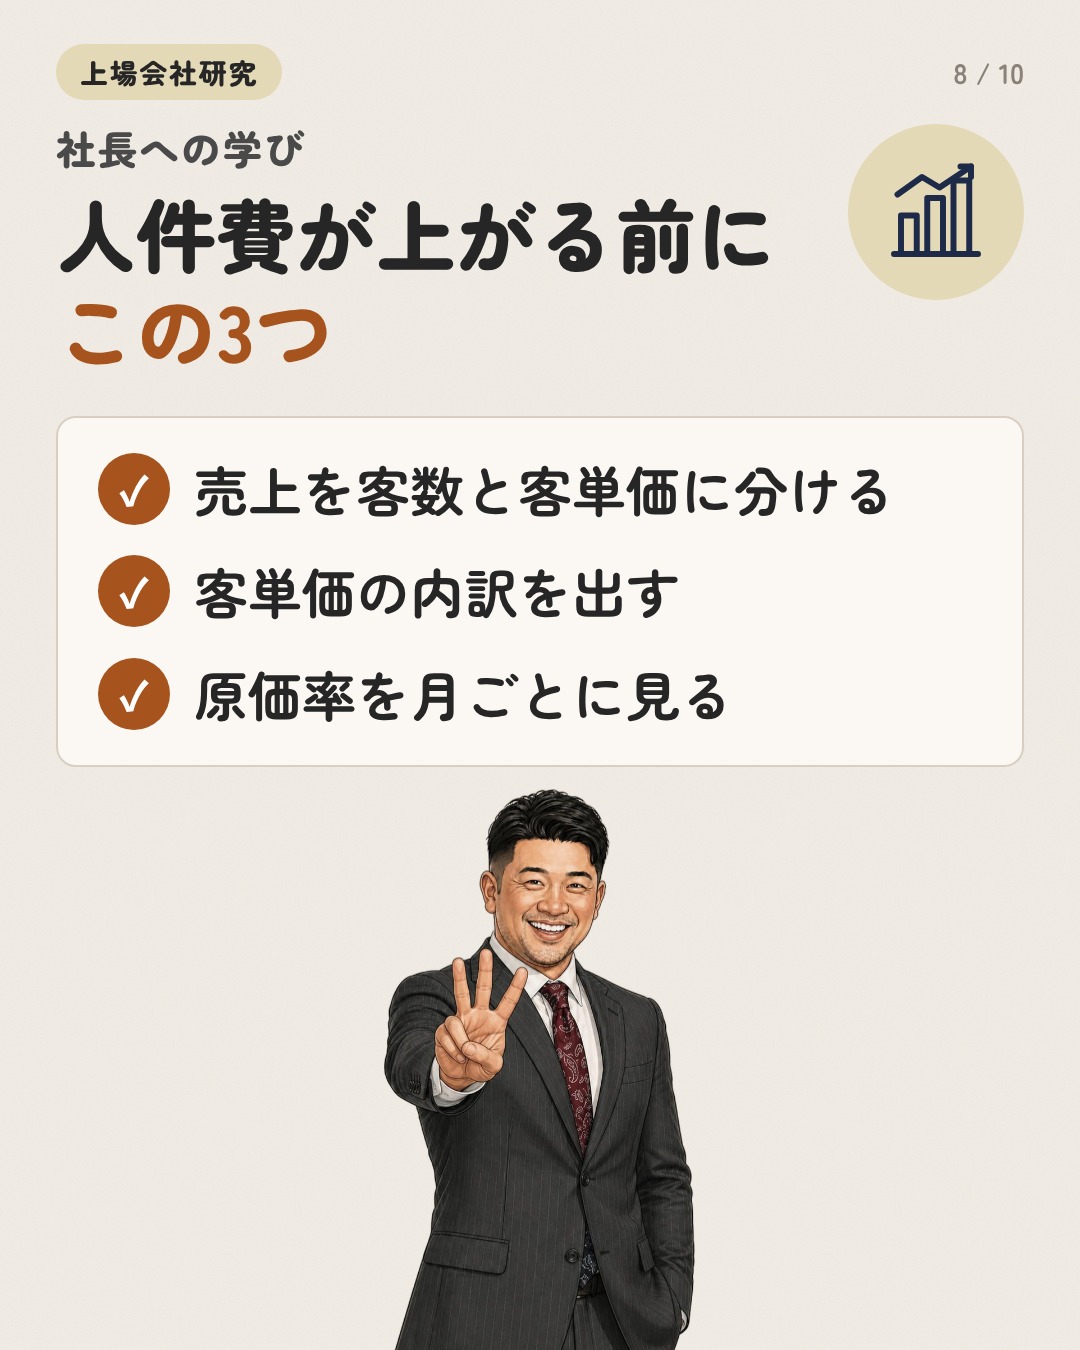 上場会社研究
8 / 10
社長への学び
人件費が上がる前に
この3つ
売上を客数と客単価に分ける
客単価の内訳を出す
原価率を月ごとに見る